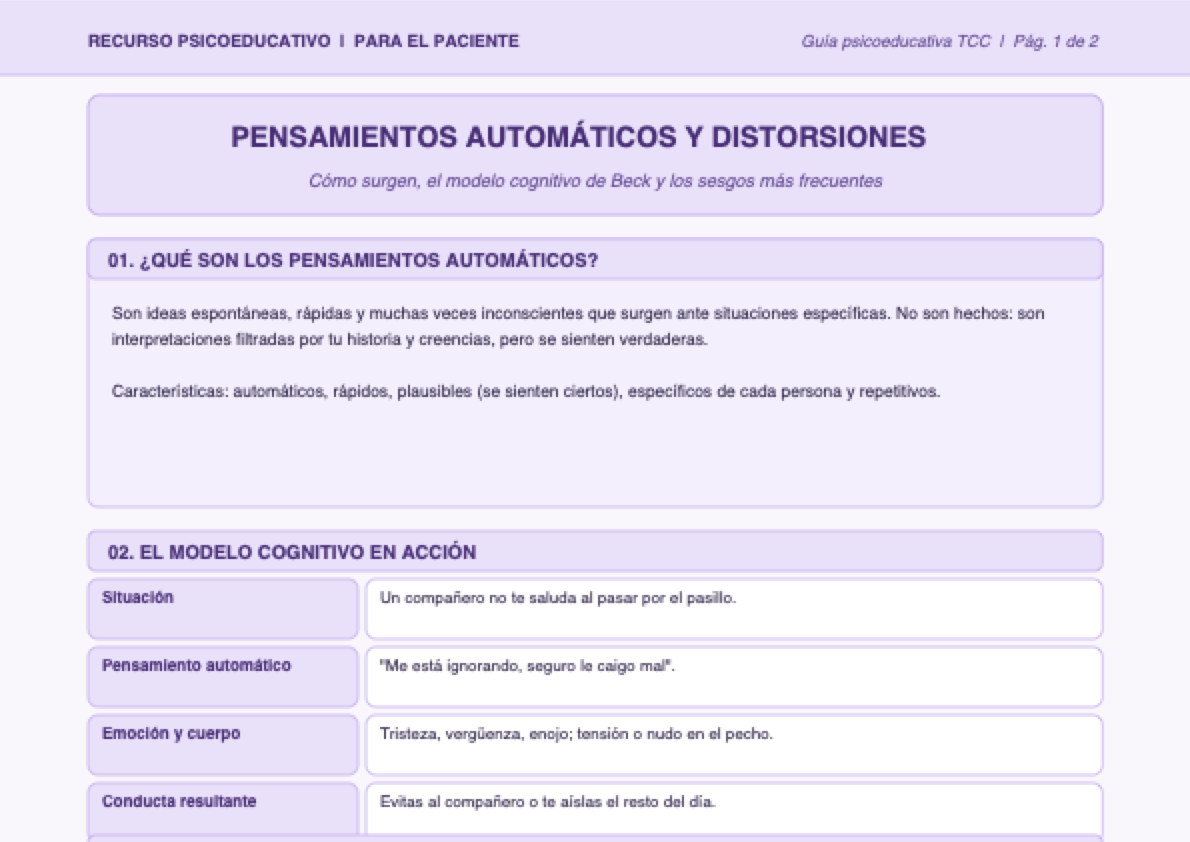 RECURSO PSICOEDUCATIVO | PARA EL PACIENTE
Guía psicoeducativa TCC | Pág. 1 de 2
PENSAMIENTOS AUTOMÁTICOS Y DISTORSIONES
Cómo surgen, el modelo cognitivo de Beck y los sesgos más frecuentes
01. ¿QUÉ SON LOS PENSAMIENTOS AUTOMÁTICOS?
Son ideas espontáneas, rápidas y muchas veces inconscientes que surgen ante situaciones específicas. No son hechos: son
interpretaciones filtradas por tu historia y creencias, pero se sienten verdaderas.
Características: automáticos, rápidos, plausibles (se sienten ciertos), específicos de cada persona y repetitivos.
02. EL MODELO COGNITIVO EN ACCIÓN
Situación
Un compañero no te saluda al pasar por el pasillo.
Pensamiento automático
"Me está ignorando, seguro le caigo mal".
Emoción y cuerpo
Tristeza, vergüenza, enojo; tensión o nudo en el pecho.
Conducta resultante
Evitas al compañero o te aíslas el resto del día.